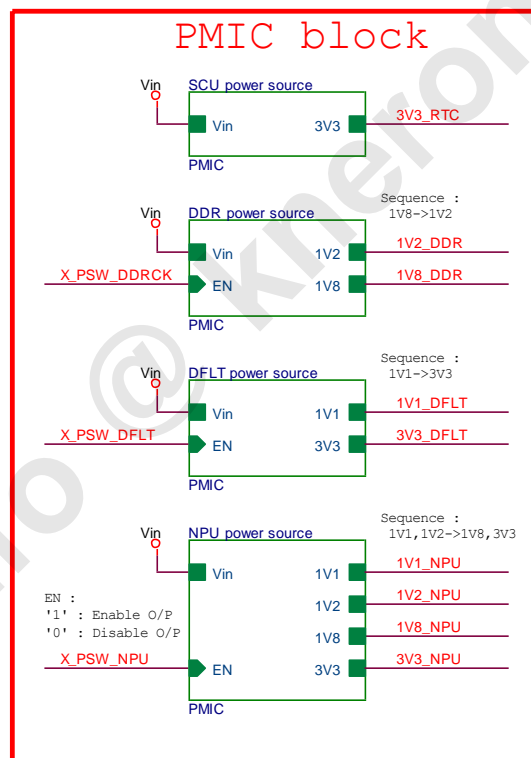 PMIC block
Vin
SCU power source
Vin
3V3
3V3_RTC
PMIC
Sequence :
1V8->1V2
Vin
DDR power source
Vin
1V2
1V2_DDR
X_PSW_DDRCK
EN
1V8
1V8_DDR
PMIC
Sequence :
1V1->3V3
Vin
DFLT power source
Vin
1V1
1V1_DFLT
X_PSW_DFLT
EN
3V3
3V3_DFLT
PMIC
Sequence :
1V1,1V2->1V8,3V3
Vin
NPU power source
Vin
1V1
1V1_NPU
EN :
'1' : Enable O/P
'0' : Disable O/P
1V2
1V2_NPU
1V8
1V8_NPU
X_PSW_NPU
EN
3V3
3V3_NPU
PMIC
@ kneron